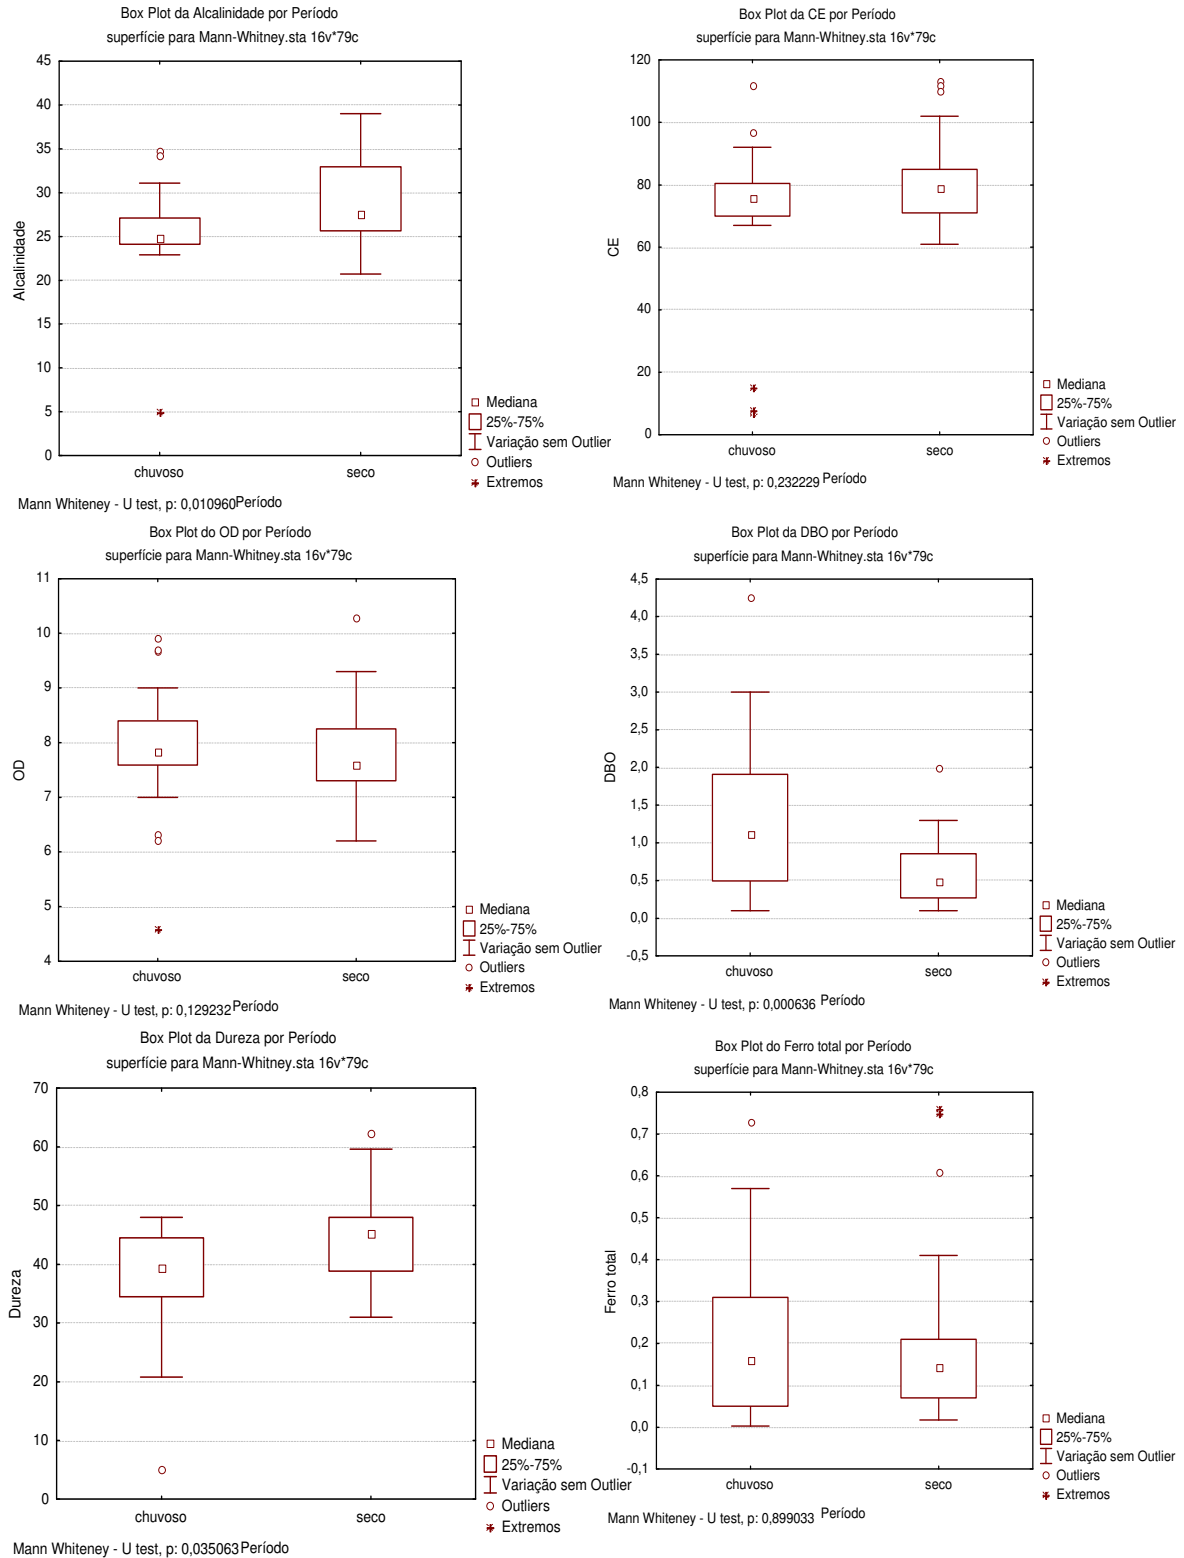 Box Plot da Alcalinidade por Período
superfície para Mann-Whitney.sta 16v*79c
45
40
35
30
25
20
15
10
5
0
Alcalinidade
chuvoso
seco
Mediana
25%-75%
Variação sem Outlier
Outliers
Extremos
Mann Whiteney - U test, p: 0,010960 Período
Box Plot da CE por Período
superfície para Mann-Whitney.sta 16v*79c
120
100
80
60
40
20
0
CE
chuvoso
seco
Mediana
25%-75%
Variação sem Outlier
Outliers
Extremos
Mann Whiteney - U test, p: 0,232229 Período
Box Plot do OD por Período
superfície para Mann-Whitney.sta 16v*79c
11
10
9
8
7
6
5
4
OD
chuvoso
seco
Mediana
25%-75%
Variação sem Outlier
Outliers
Extremos
Mann Whiteney - U test, p: 0,129232 Período
Box Plot da DBO por Período
superfície para Mann-Whitney.sta 16v*79c
4,5
4,0
3,5
3,0
2,5
2,0
1,5
1,0
0,5
0,0
-0,5
DBO
chuvoso
seco
Mediana
25%-75%
Variação sem Outlier
Outliers
Extremos
Mann Whiteney - U test, p: 0,000636 Período
Box Plot da Dureza por Período
superfície para Mann-Whitney.sta 16v*79c
70
60
50
40
30
20
10
0
Dureza
chuvoso
seco
Mediana
25%-75%
Variação sem Outlier
Outliers
Extremos
Mann Whiteney - U test, p: 0,035063 Período
Box Plot do Ferro total por Período
superfície para Mann-Whitney.sta 16v*79c
0,8
0,7
0,6
0,5
0,4
0,3
0,2
0,1
0,0
-0,1
Ferro total
chuvoso
seco
Mediana
25%-75%
Variação sem Outlier
Outliers
Extremos
Mann Whiteney - U test, p: 0,899033 Período